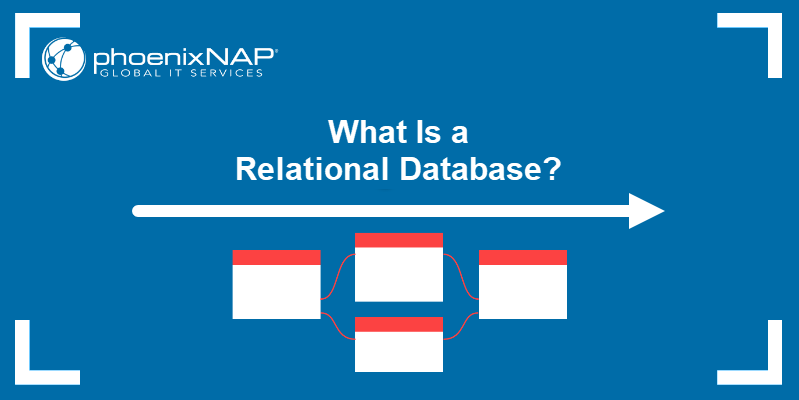 phoenixNAP®
GLOBAL IT SERVICES
What Is a
Relational Database?